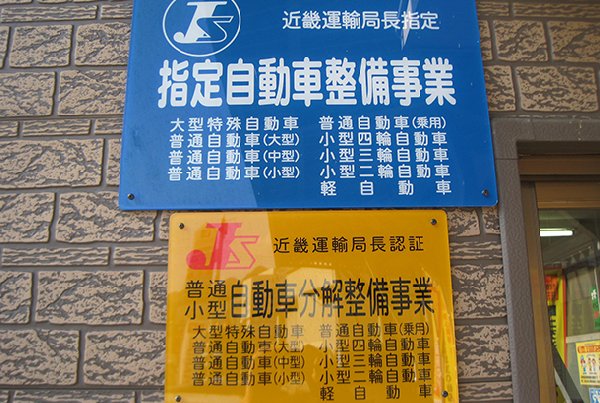 JS
近畿運輸局長指定
指定自動車整備事業
大型特殊自動車 普通自動車(乗用)
普通自動車(大型) 小型四輪自動車
普通自動車(中型) 小型三輪自動車
普通自動車(小型) 小型二輪自動車
軽自動車
JS
近畿運輸局長認証
普通
小型 自動車分解整備事業
大型特殊自動車 普通自動車(乗用)
普通自動車(大型) 小型四輪自動車
普通自動車(中型) 小型三輪自動車
普通自動車(小型) 小型二輪自動車
軽自動車